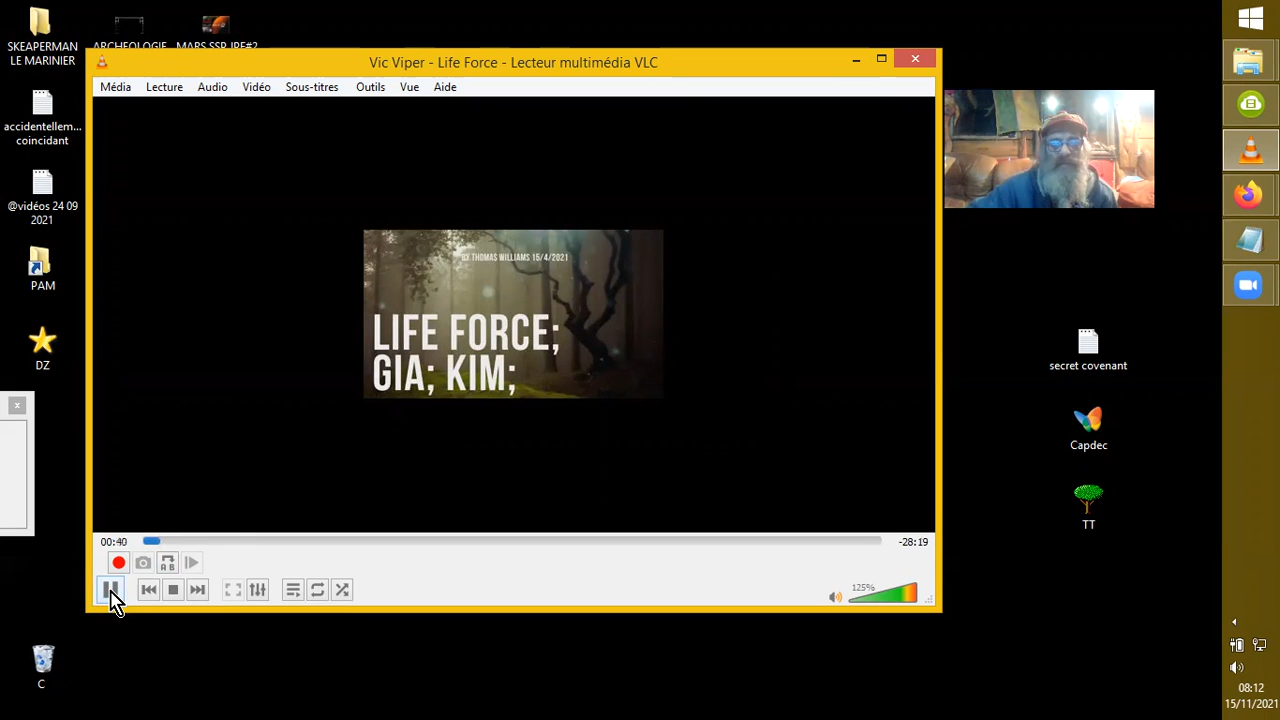 SKEAPERMAN
LE MARINIER
ARCHEOLOGIE
MARS SSP IRF#2
accidentellem...
coincidant
@vidéos 24 09
2021
PAM
DZ
x
C
Vic Viper - Life Force - Lecteur multimédia VLC
Média Lecture Audio Vidéo Sous-titres Outils Vue Aide
BY THOMAS WILLIAMS 15/4/2021
LIFE FORCE;
GIA; KIM;
00:40
-28:19
A B
125%
secret covenant
Capdec
TT
08:12
15/11/2021